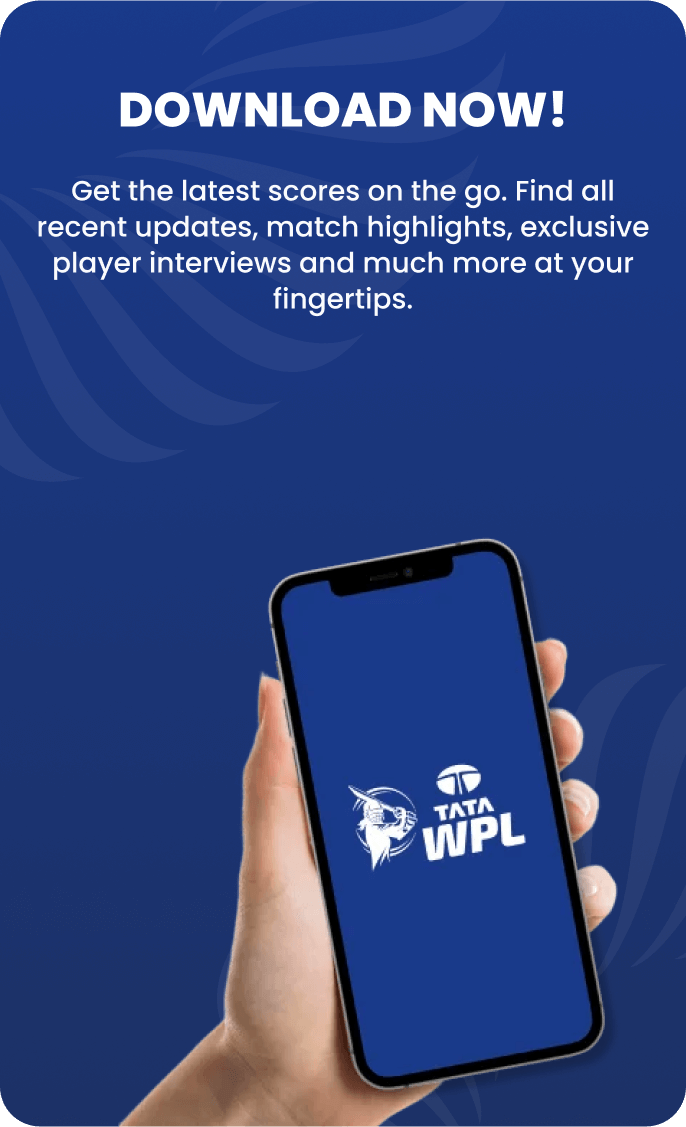 DOWNLOAD NOW!
Get the latest scores on the go. Find all
recent updates, match highlights, exclusive
player interviews and much more at your
fingertips.
TATA
WPL